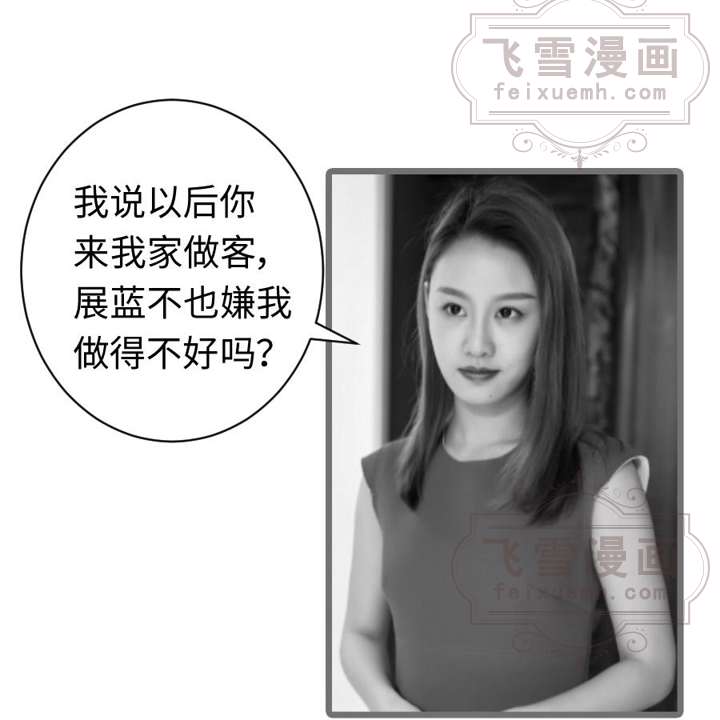 飞雪漫画
feixuemh.com
我说以后你
来我家做客，
展蓝不也嫌我
做得不好吗？
飞雪漫画
feixuemh.com